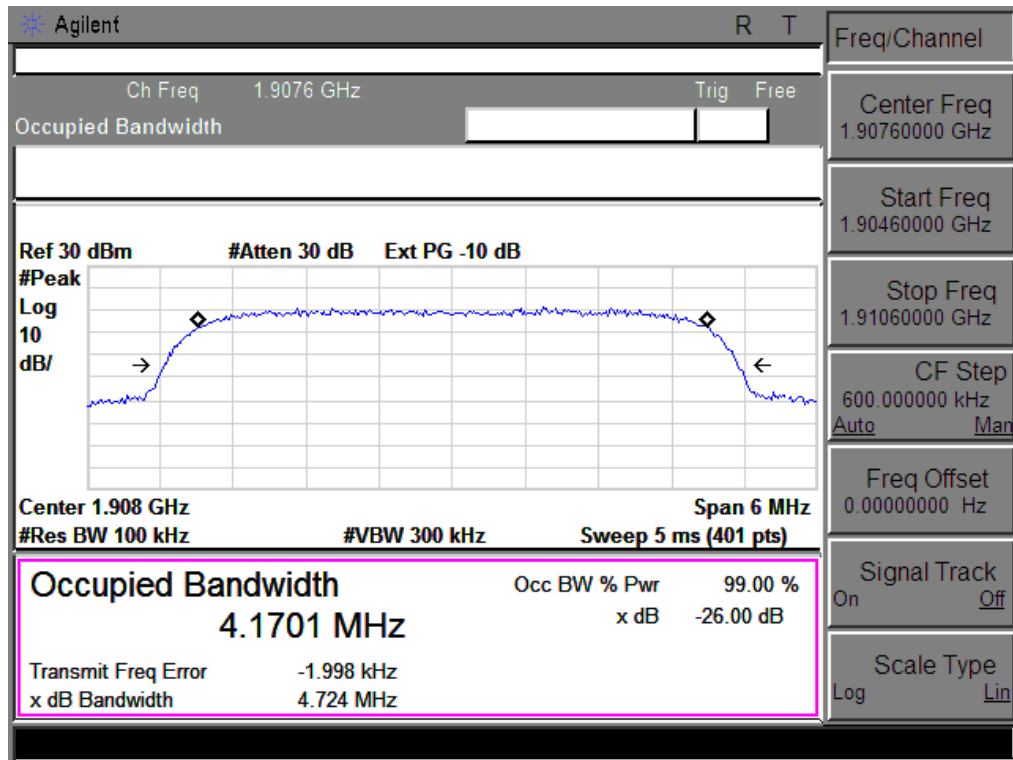 Agilent R T
Ch Freq 1.9076 GHz Trig Free
Occupied Bandwidth
Ref 30 dBm #Atten 30 dB Ext PG -10 dB
#Peak
Log
10
dB/
Center 1.908 GHz Span 6 MHz
#Res BW 100 kHz #VBW 300 kHz Sweep 5 ms (401 pts)
Occupied Bandwidth Occ BW % Pwr 99.00 %
4.1701 MHz x dB -26.00 dB
Transmit Freq Error -1.998 kHz
x dB Bandwidth 4.724 MHz
Freq/Channel
Center Freq
1.90760000 GHz
Start Freq
1.90460000 GHz
Stop Freq
1.91060000 GHz
CF Step
600.000000 kHz
Auto Man
Freq Offset
0.00000000 Hz
Signal Track
On Off
Scale Type
Log Lin